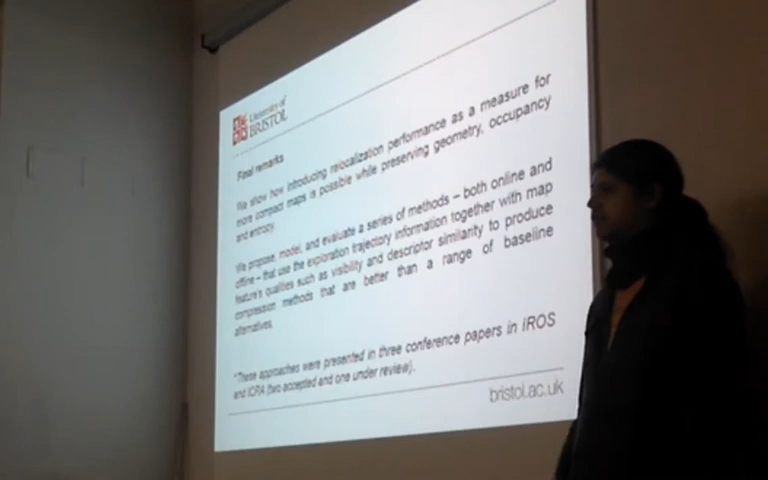 University of
BRISTOL
Final remarks
We show how introducing relocalization performance as a measure for
more compact maps is possible while preserving geometry, occupancy
and entropy.
We propose, model, and evaluate a series of methods – both online and
offline – that use the exploration trajectory information together with map
feature's qualities such as visibility and descriptor similarity to produce
compression methods that are better than a range of baseline
alternatives.
*These approaches were presented in three conference papers in IROS
and ICRA (two accepted and one under review).
bristol.ac.uk